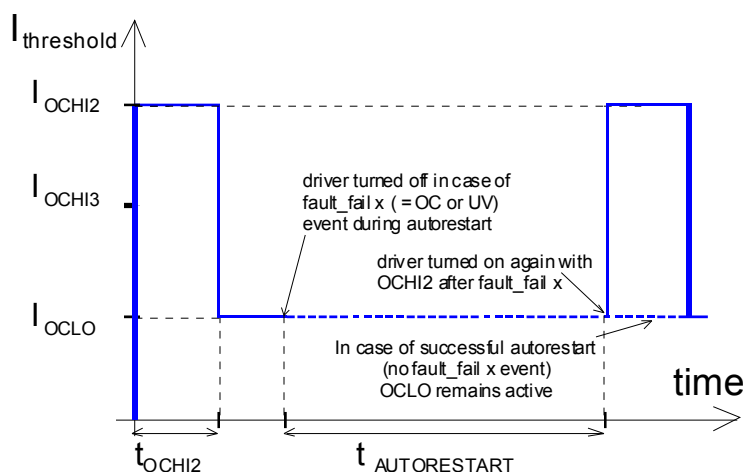 I threshold
I OCHI2
I OCHI3
driver turned off in case of
fault_fail x ( = OC or UV)
event during autorestart
driver turned on again with
OCHI2 after fault_fail x
I OCLO
In case of successful autorestart
(no fault_fail x event)
OCLO remains active
time
t OCHI2
t AUTORESTART